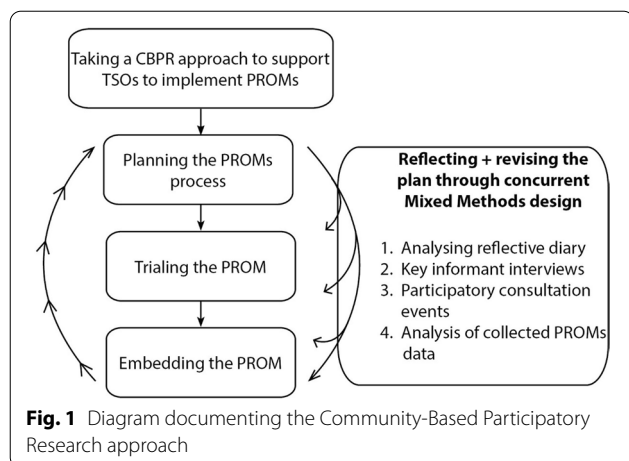 Taking a CBPR approach to support
TSOs to implement PROMs
Planning the PROMs
process
Trialing the PROM
Embedding the PROM
Reflecting + revising the
plan through concurrent
Mixed Methods design
1. Analysing reflective diary
2. Key informant interviews
3. Participatory consultation
events
4. Analysis of collected PROMs
data
Fig. 1 Diagram documenting the Community-Based Participatory
Research approach